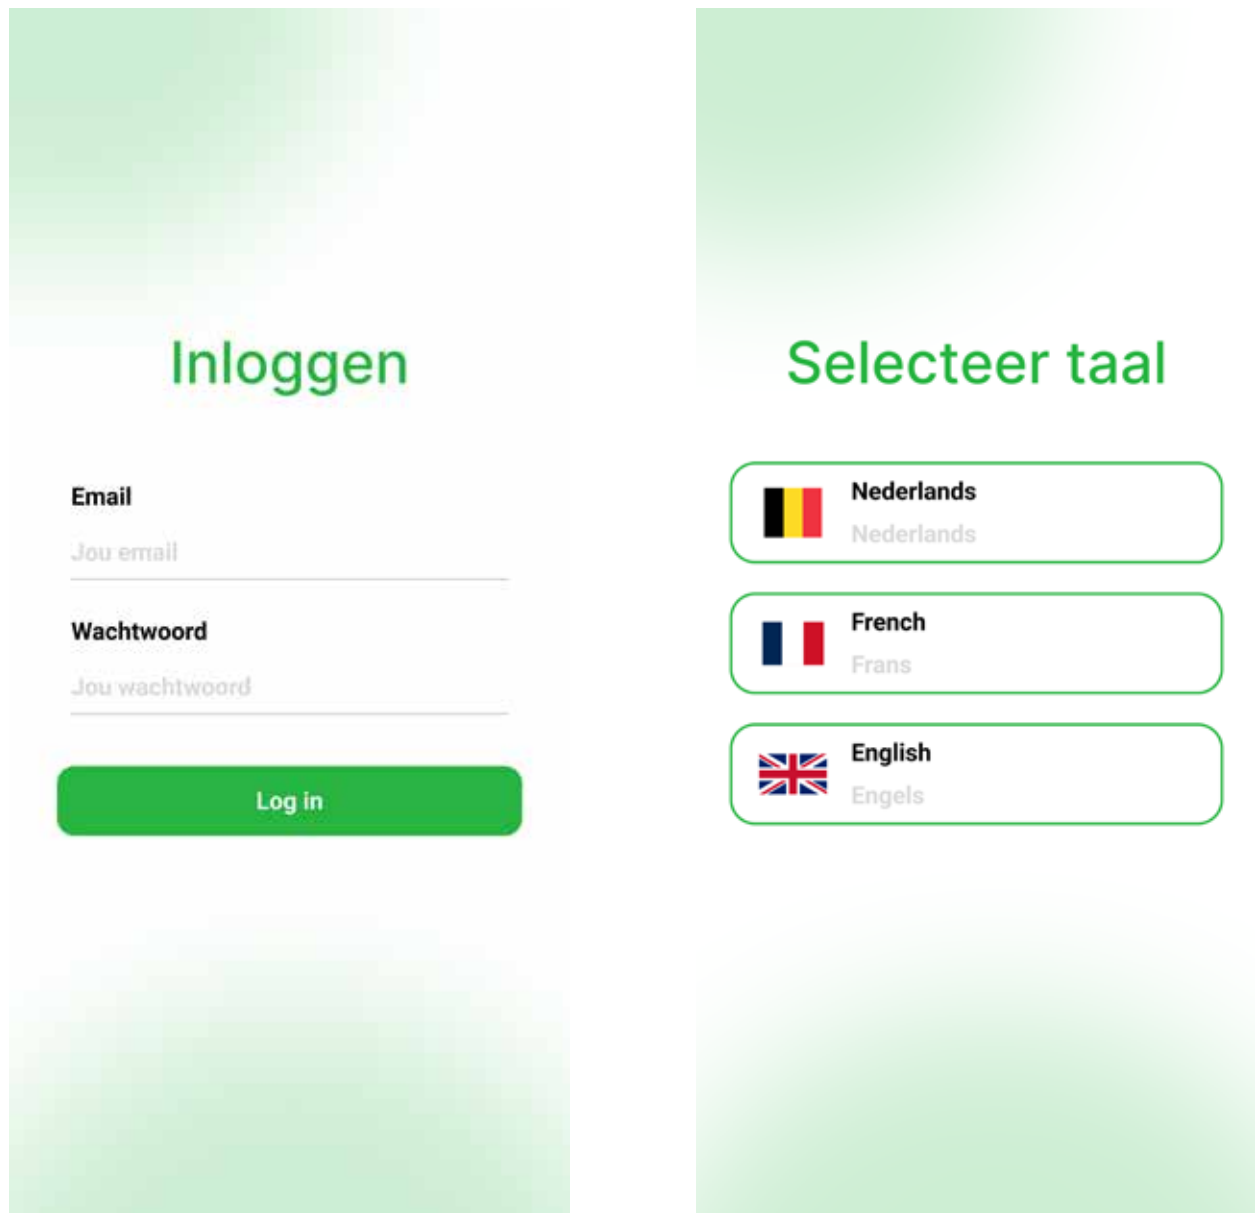 Inloggen
Email
Jou email
Wachtwoord
Jou wachtwoord
Log in
Selecteer taal
Nederlands
Nederlands
French
Frans
English
Engels